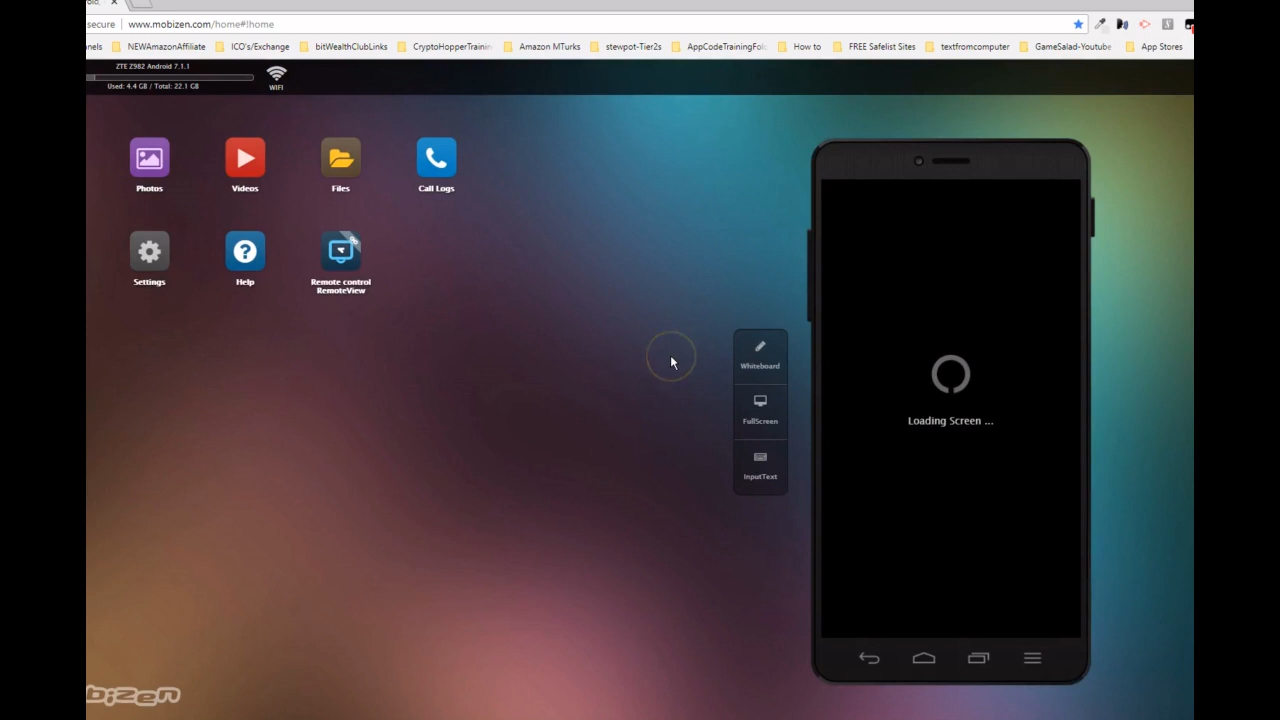 secure www.mobizen.com/home#!home
NEWAmazonAffiliate ICO's/Exchange bitWealthClubLinks Amazon MTurks stewpot-Tier2s How to FREE Safelist Sites textfromcomputer GameSalad-Youtube App Stores
ZTE Z982 Android 7.1.1
Used: 4.4 GB / Total: 22.1 GB
WIFI
Photos Videos Files Call Logs
Settings Help Remote control
RemoteView
Whiteboard
FullScreen
InputText
Loading Screen ...
bizen